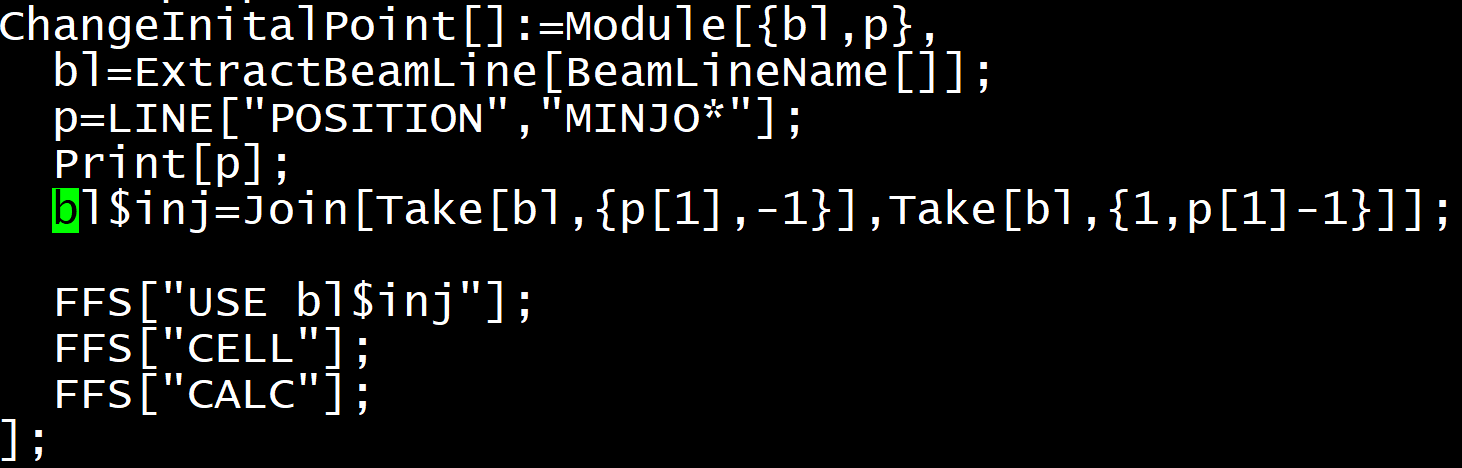 ChangeInitalPoint[]:=Module[{bl,p},
  bl=ExtractBeamLine[BeamLineName[]];
  p=LINE["POSITION","MINJO*"];
  Print[p];
  bl$inj=Join[Take[bl,{p[1],-1}],Take[bl,{1,p[1]-1}]];

  FFS["USE bl$inj"];
  FFS["CELL"];
  FFS["CALC"];
];